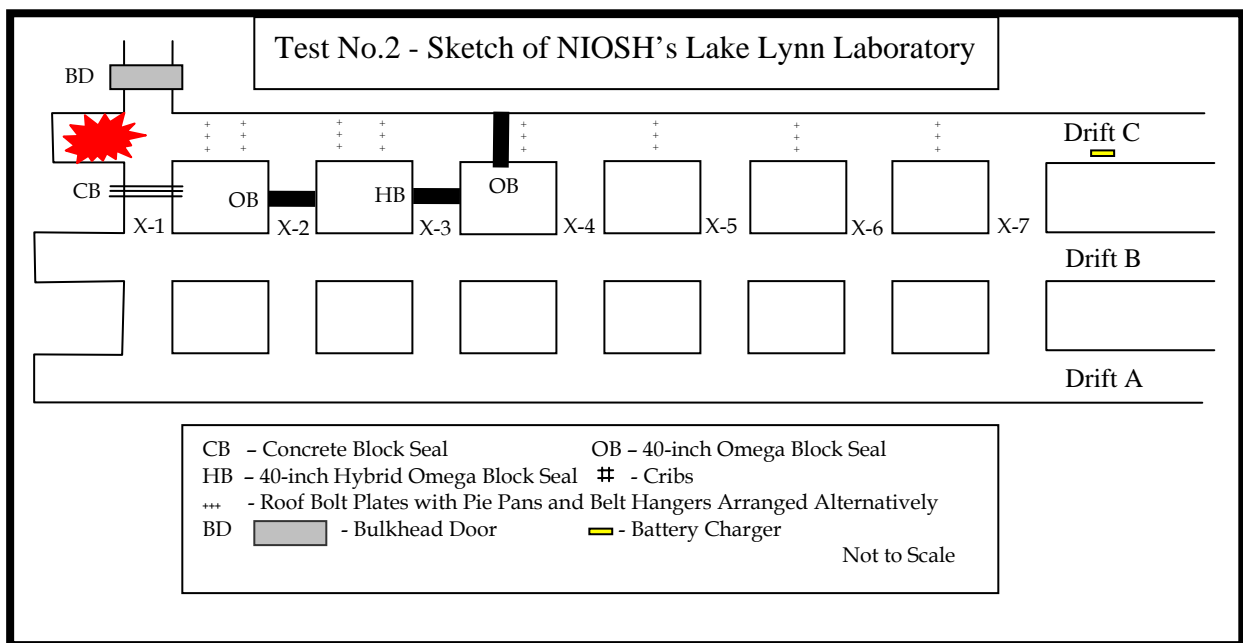 Test No.2 - Sketch of NIOSH's Lake Lynn Laboratory
BD
Drift C
CB
OB
HB
OB
X-1
X-2
X-3
X-4
X-5
X-6
X-7
Drift B
Drift A
CB – Concrete Block Seal OB – 40-inch Omega Block Seal
HB – 40-inch Hybrid Omega Block Seal - Cribs
+++ - Roof Bolt Plates with Pie Pans and Belt Hangers Arranged Alternatively
BD - Bulkhead Door - Battery Charger
Not to Scale